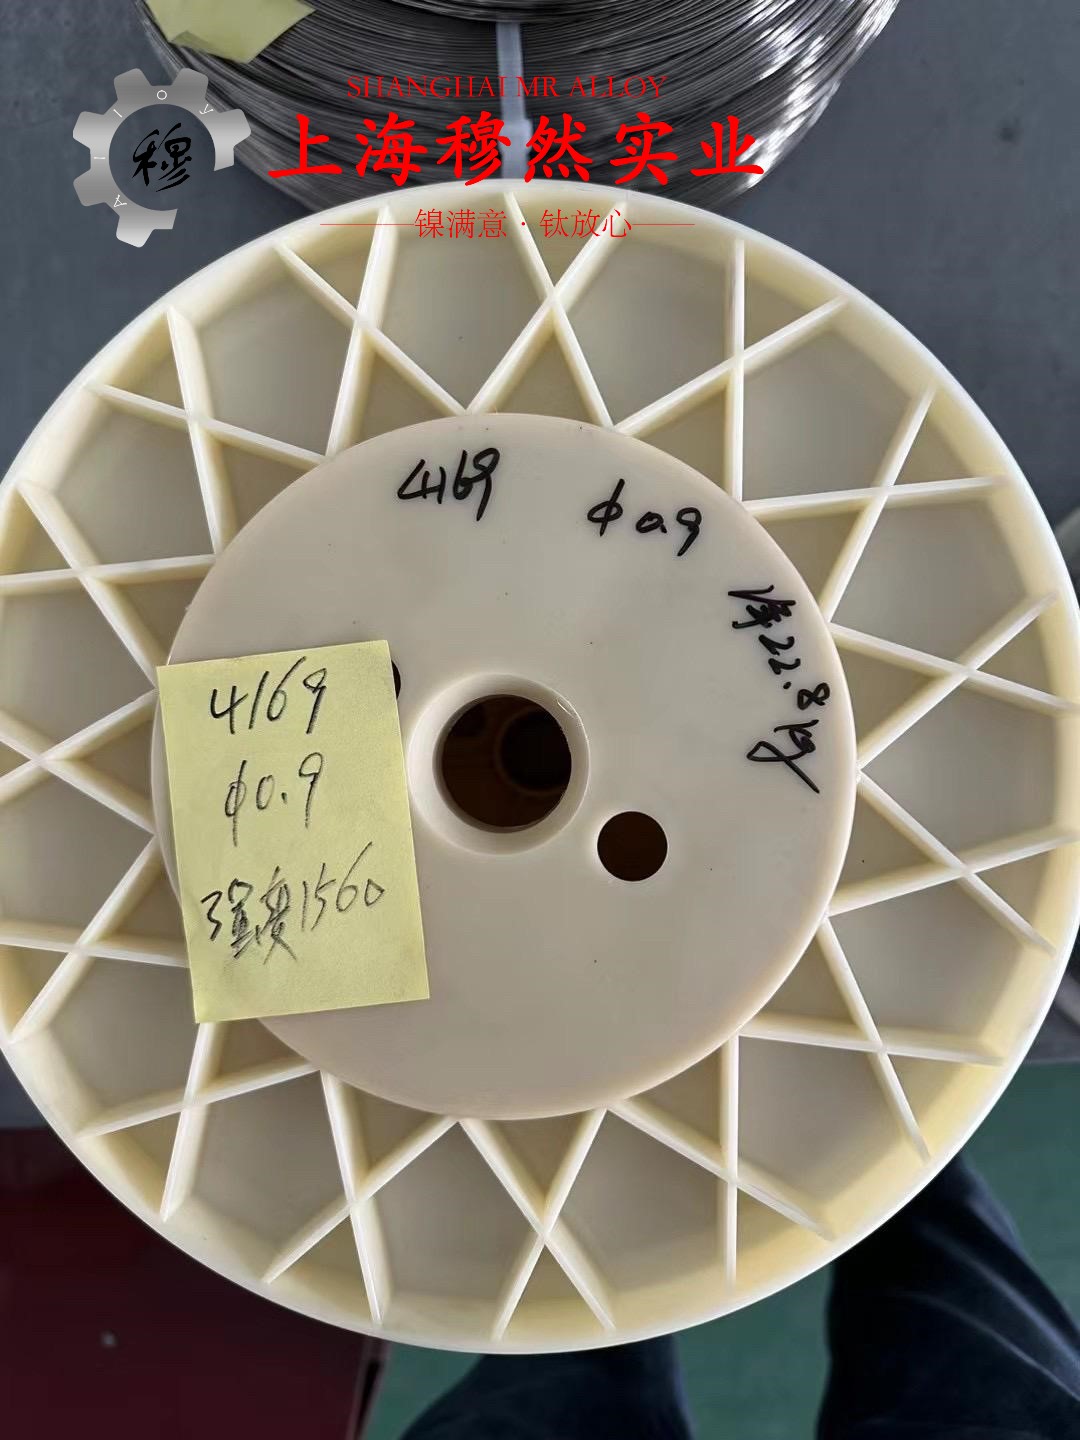 SHANGHAI MR ALLOY
上海穆然实业
穆
镍满意·钛放心
4169
φ0.9
净22.8kg
4169
φ0.9
强度1560